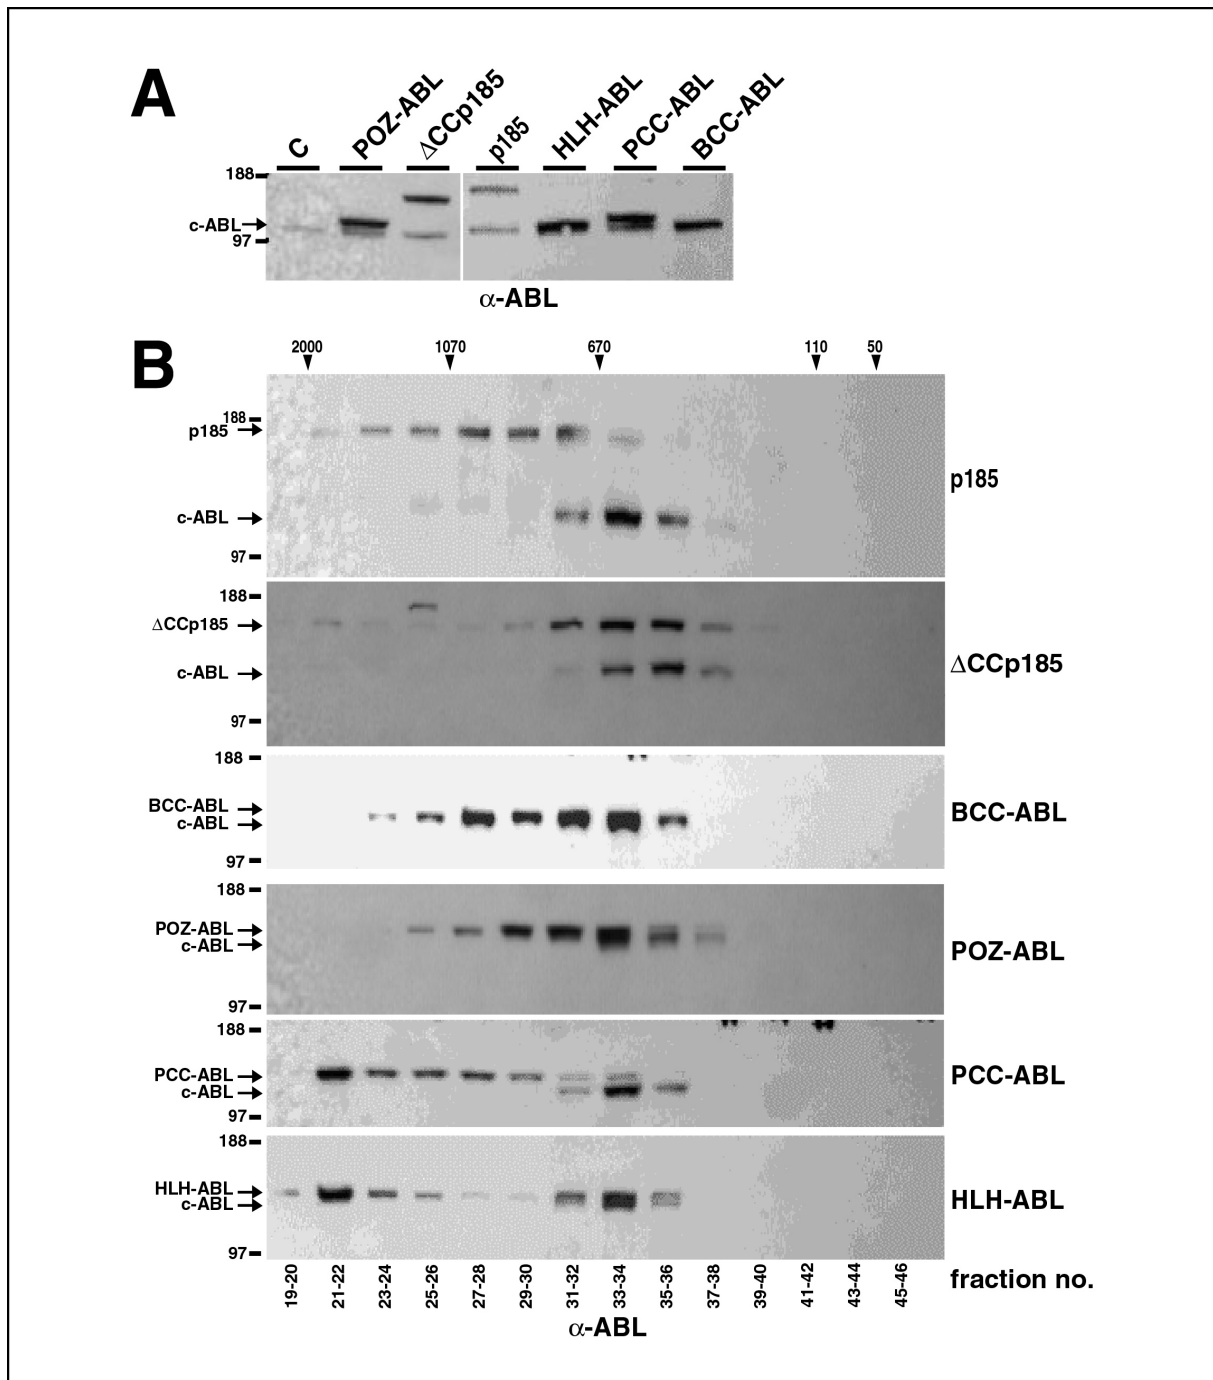 A
C
POZ-ABL
ΔCCp185
p185
HLH-ABL
PCC-ABL
BCC-ABL
188
c-ABL
97
α-ABL
B
2000 1070 670 110 50
188
p185
c-ABL
97
p185
188
ΔCCp185
c-ABL
97
ΔCCp185
188
BCC-ABL
c-ABL
97
BCC-ABL
188
POZ-ABL
c-ABL
97
POZ-ABL
188
PCC-ABL
c-ABL
97
PCC-ABL
188
HLH-ABL
c-ABL
97
HLH-ABL
19-20
21-22
23-24
25-26
27-28
29-30
31-32
33-34
35-36
37-38
39-40
41-42
43-44
45-46
fraction no.
α-ABL